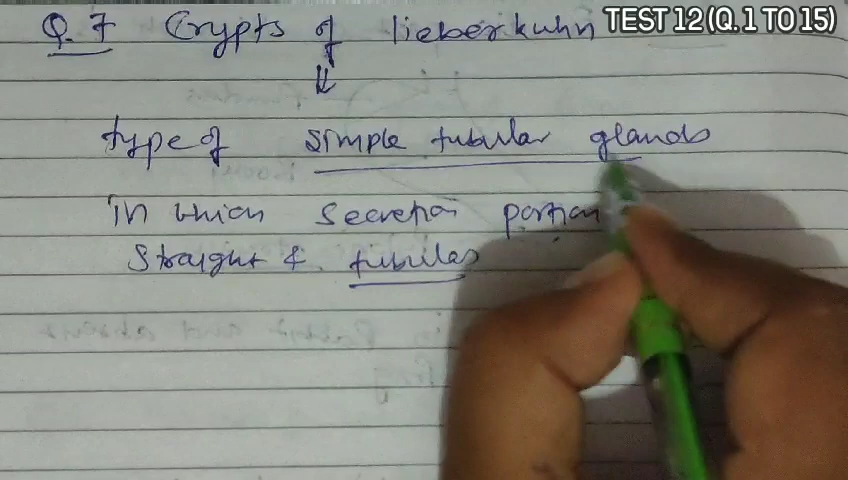 Q.7 Crypts of lieberkuhn TEST 12 (Q. 1 TO 15)
type of simple tubular glands
in which secretion portion
straight & tubular